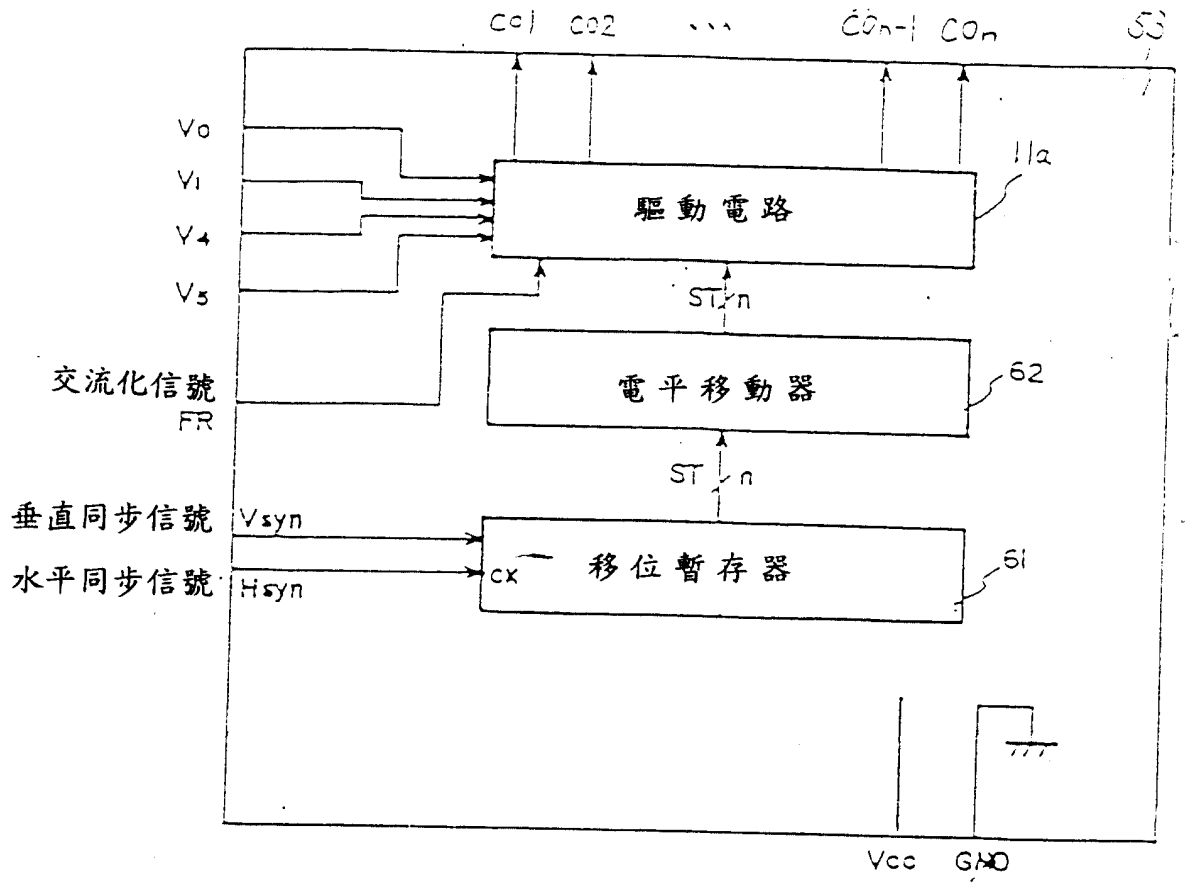 CO1 CO2 ... COn-1 COn
53
V0
V1
11a
驅動電路
V4
V5
ST n
交流化信號
FR
電平移動器
62
ST n
垂直同步信號
Vsyn
水平同步信號
Hsyn
CK
移位暫存器
61
Vcc GND